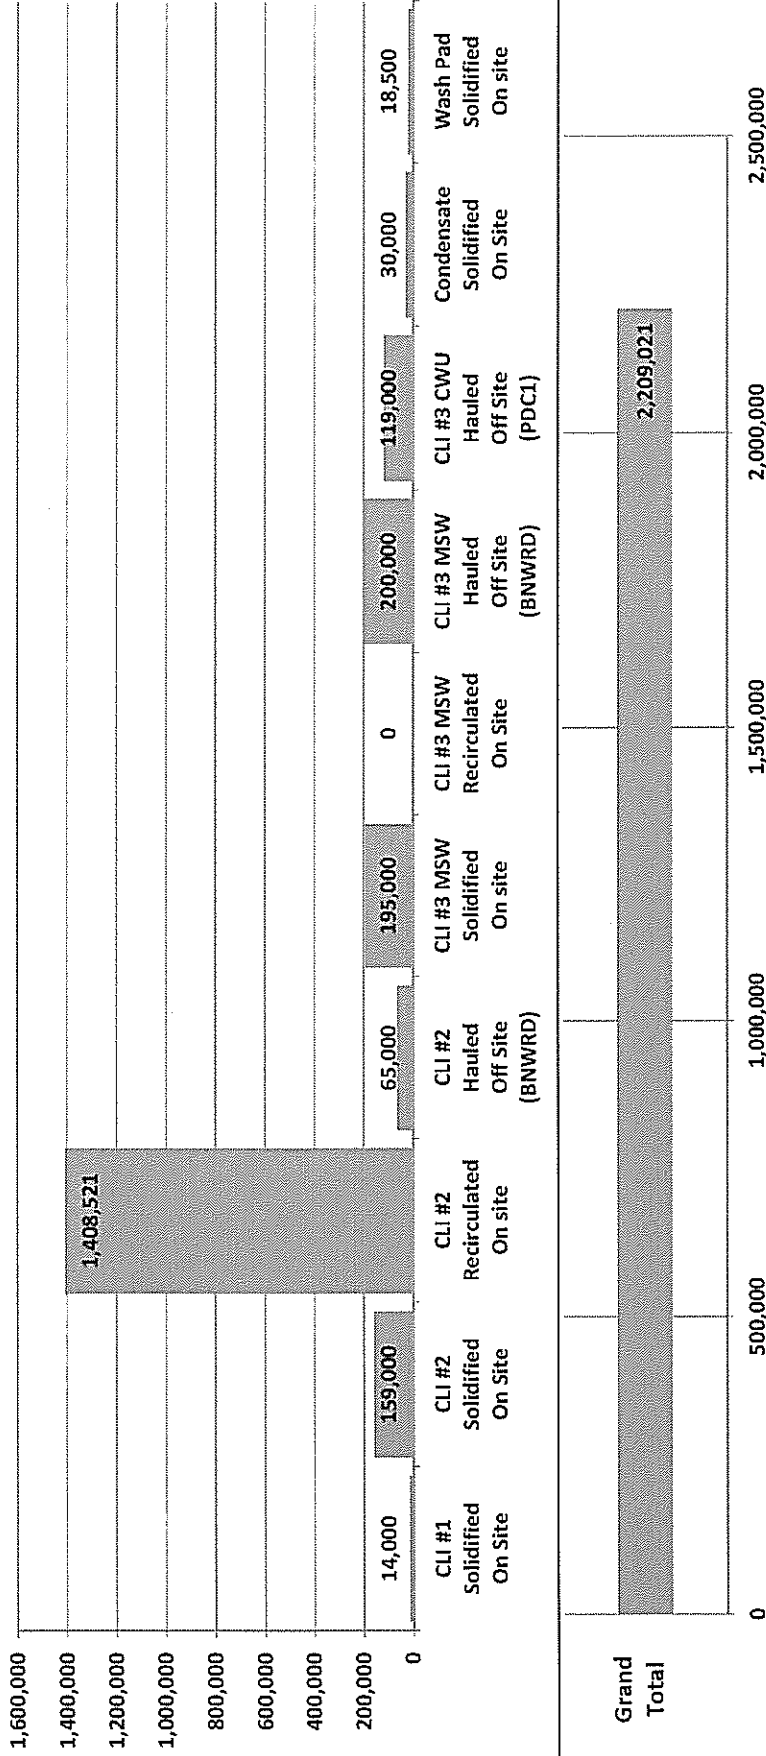 1,600,000
1,400,000
1,200,000
1,000,000
800,000
600,000
400,000
200,000
0
14,000
159,000
1,408,521
65,000
195,000
0
200,000
119,000
30,000
18,500
CLI #1
Solidified
On Site
CLI #2
Solidified
On Site
CLI #2
Recirculated
On site
CLI #2
Hauled
Off Site
(BNWRD)
CLI #3 MSW
Solidified
On site
CLI #3 MSW
Recirculated
On Site
CLI #3 MSW
Hauled
Off Site
(BNWRD)
CLI #3 CWU
Hauled
Off Site
(PDC1)
Condensate
Solidified
On Site
Wash Pad
Solidified
On site
Grand
Total
2,209,021
0
500,000
1,000,000
1,500,000
2,000,000
2,500,000